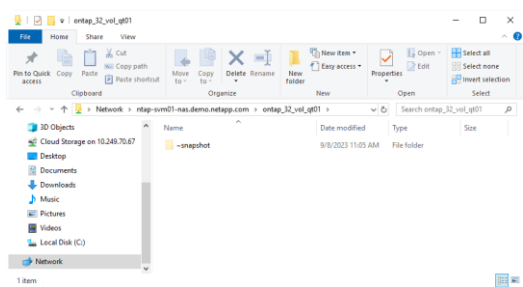 ontap_32_vol_qt01
File Home Share View
Pin to Quick access
Copy
Paste
Cut
Copy path
Paste shortcut
Clipboard
Move to
Copy to
Delete
Rename
Organize
New folder
New item
Easy access
New
Properties
Open
Edit
Open
Select all
Select none
Invert selection
Select
Network > ntap-svm01-nas.demo.netapp.com > ontap_32_vol_qt01 >
Search ontap_32_vol_qt01
3D Objects
Cloud Storage on 10.249.70.67
Desktop
Documents
Downloads
Music
Pictures
Videos
Local Disk (C:)
Network
Name Date modified Type Size
~snapshot 9/8/2023 11:05 AM File folder
1 item